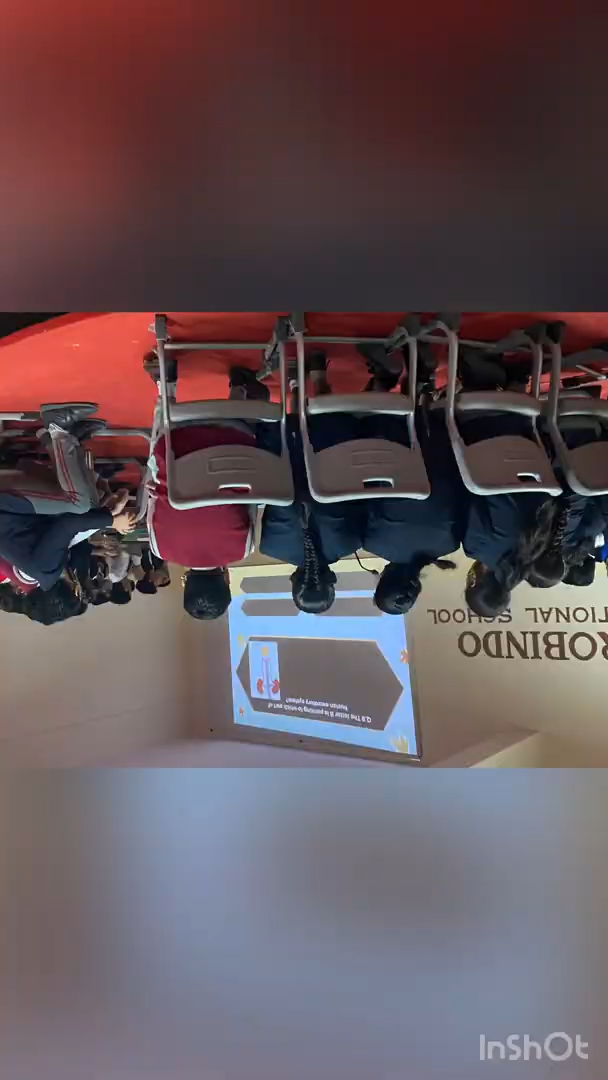 Q.8 The letter B is pointing to which part of
human excretory system?
ROBINDO
TIONAL SCHOOL
InShOt